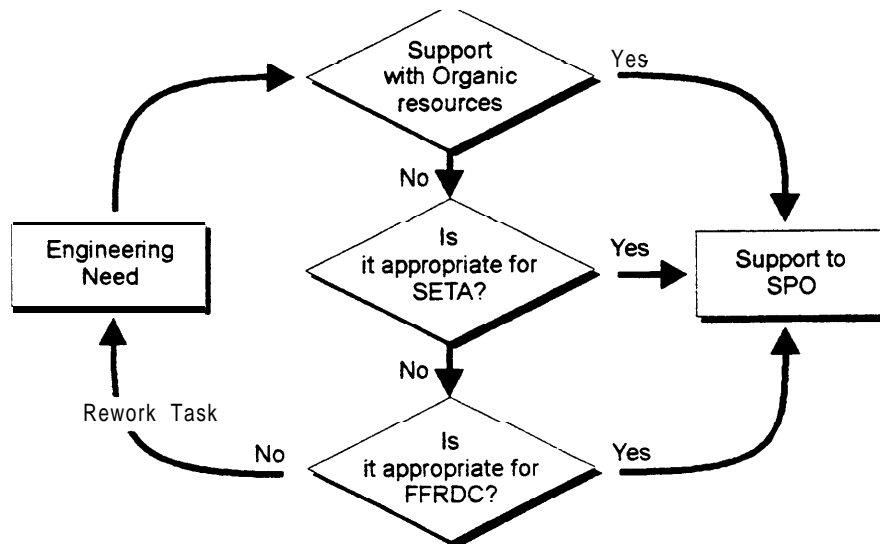 Support
with Organic
resources
Yes
No
Engineering
Need
Is
it appropriate for
SETA?
Yes
Support to
SPO
No
Rework Task
No
Is
it appropriate for
FFRDC?
Yes